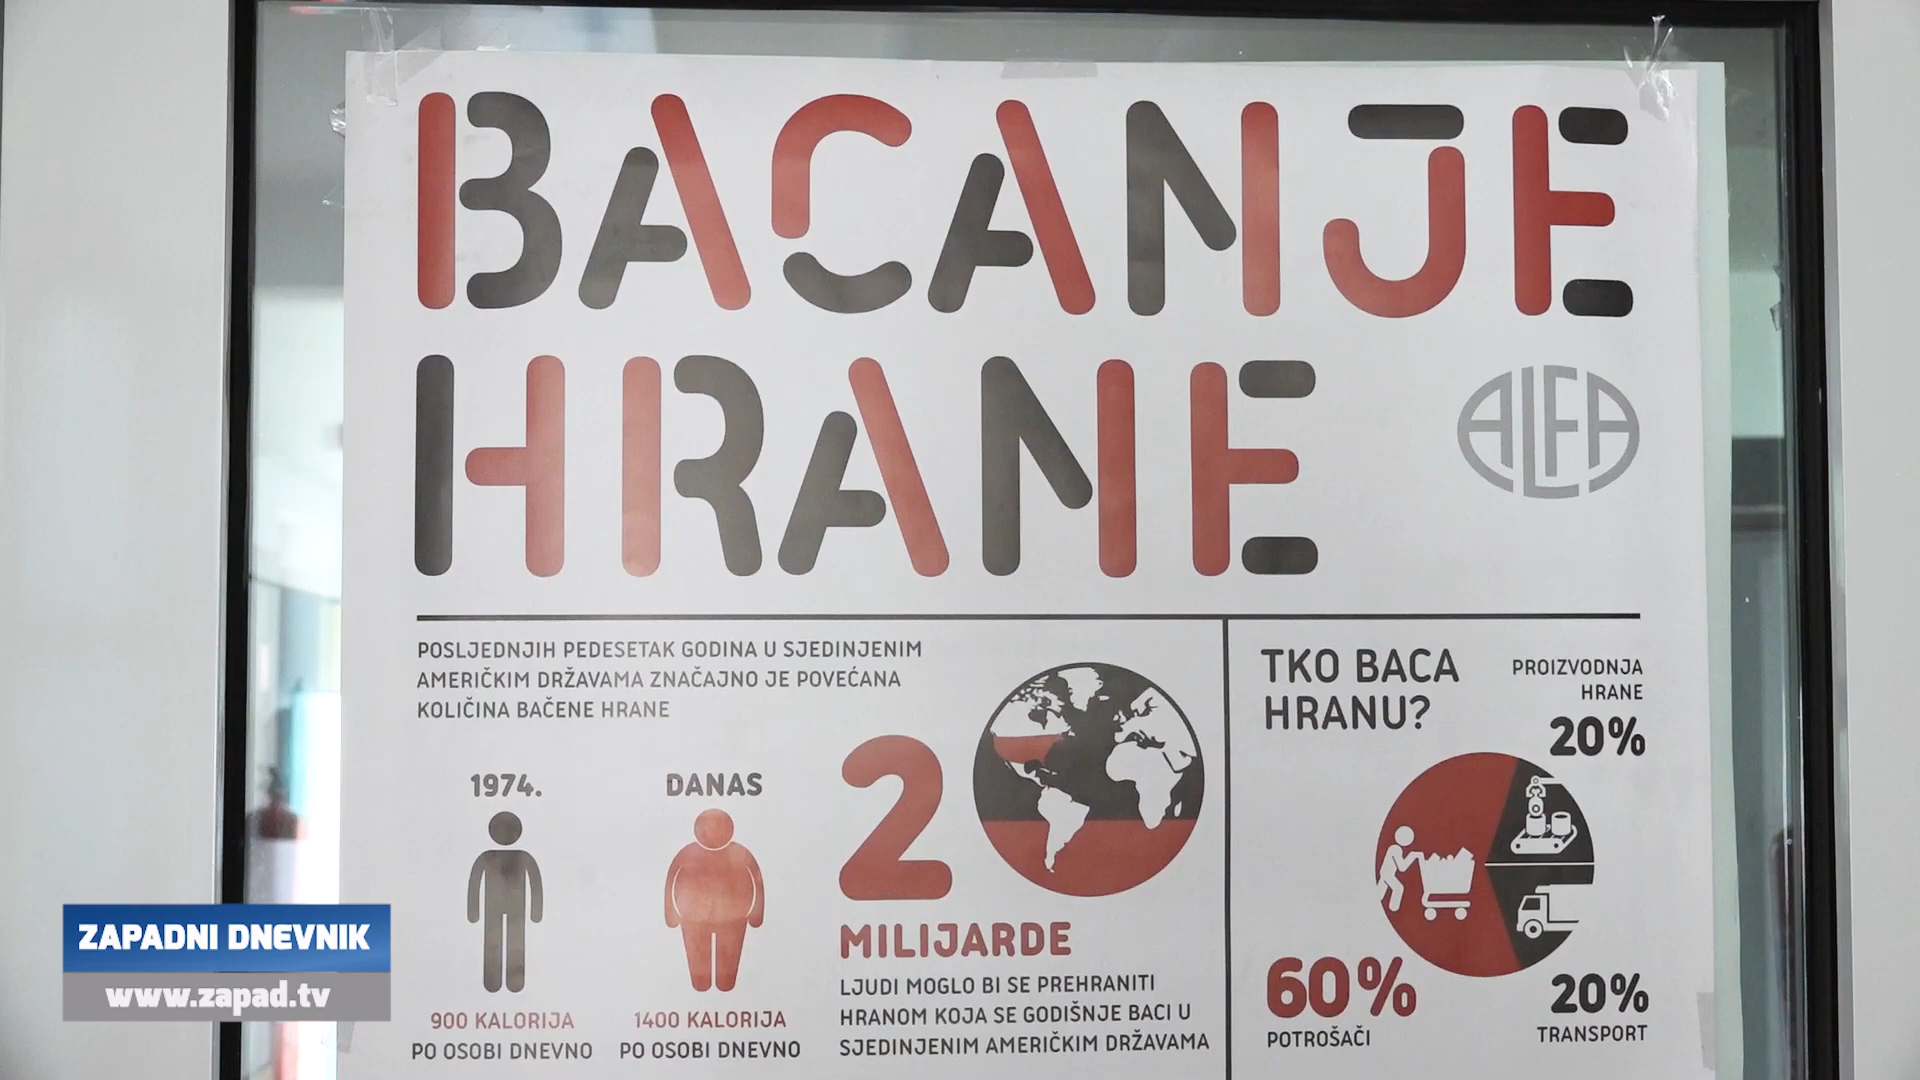 BACANJE
HRANE
ALFA
POSLJEDNJIH PEDESETAK GODINA U SJEDINJENIM
AMERIČKIM DRŽAVAMA ZNAČAJNO JE POVEĆANA
KOLIČINA BAČENE HRANE
1974.
DANAS
900 KALORIJA
PO OSOBI DNEVNO
1400 KALORIJA
PO OSOBI DNEVNO
2
MILIJARDE
LJUDI MOGLO BI SE PREHRANITI
HRANOM KOJA SE GODIŠNJE BACI U
SJEDINJENIM AMERIČKIM DRŽAVAMA
TKO BACA
HRANU?
PROIZVODNJA
HRANE
20%
60%
POTROŠAČI
20%
TRANSPORT
ZAPADNI DNEVNIK
www.zapad.tv